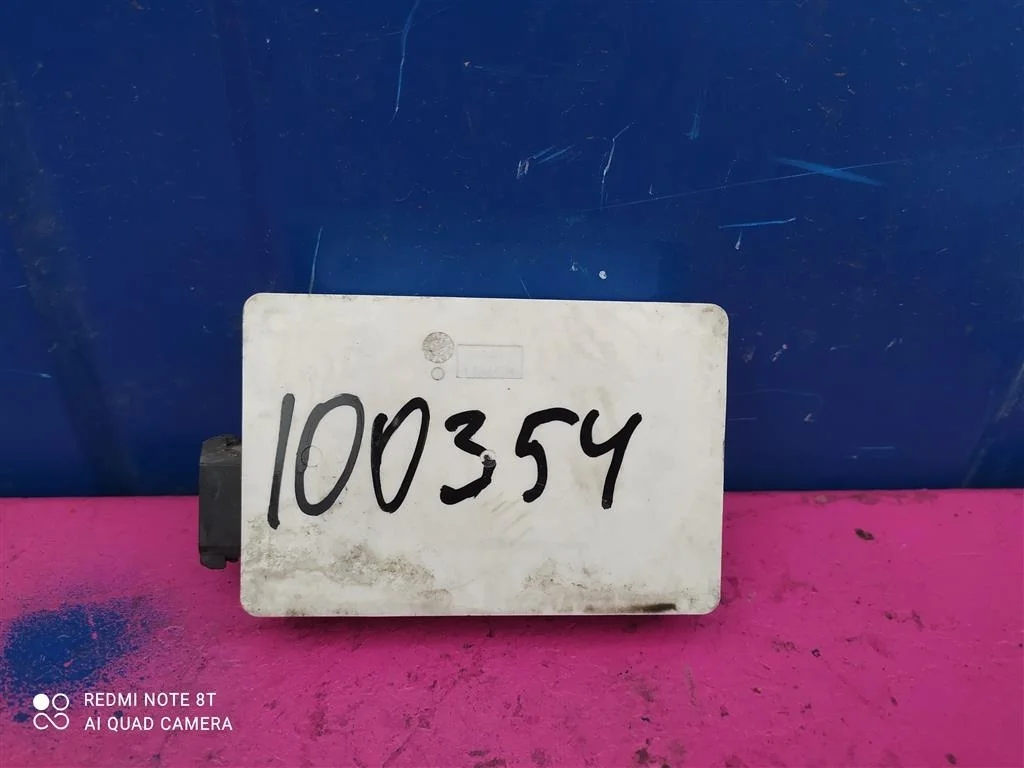 100354
REDMI NOTE 8T
AI QUAD CAMERA